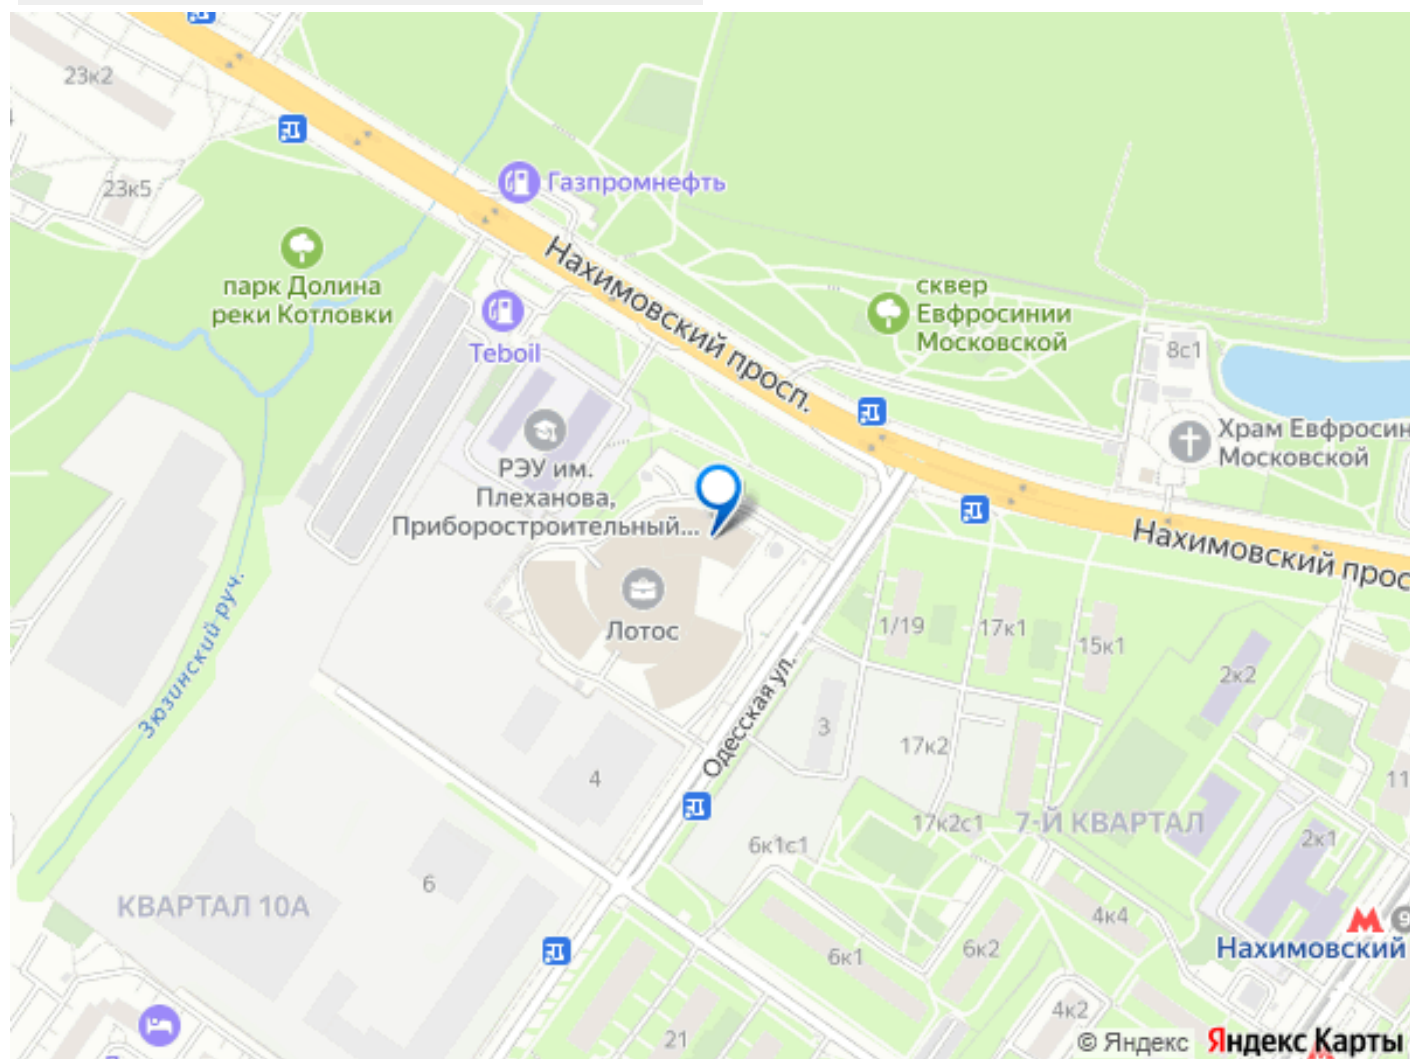 23к2
23к5
Газпромнефть
парк Долина
реки Котловки
Teboil
Нахимовский просп.
сквер
Евфросинии
Московской
8с1
Храм Евфросин
Московской
РЭУ им.
Плеханова,
Приборостроительный...
Нахимовский прос
Лотос
Зюзинский руч.
Одесская ул.
1/19
17к1
15к1
2к2
3
17к2
4
11
17к2с1
7-Й КВАРТАЛ
6к1с1
2к1
6
КВАРТАЛ 10А
4к4
9
Нахимовский
6к1
6к2
4к2
21
© Яндекс
Яндекс Карты